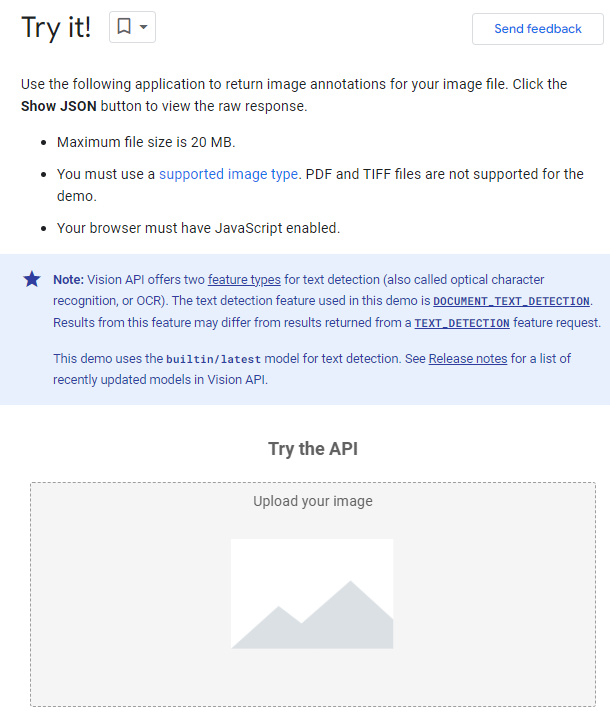 Try it!
Send feedback
Use the following application to return image annotations for your image file. Click the
Show JSON button to view the raw response.
Maximum file size is 20 MB.
You must use a supported image type. PDF and TIFF files are not supported for the
demo.
Your browser must have JavaScript enabled.
Note: Vision API offers two feature types for text detection (also called optical character
recognition, or OCR). The text detection feature used in this demo is DOCUMENT_TEXT_DETECTION.
Results from this feature may differ from results returned from a TEXT_DETECTION feature request.
This demo uses the builtin/latest model for text detection. See Release notes for a list of
recently updated models in Vision API.
Try the API
Upload your image